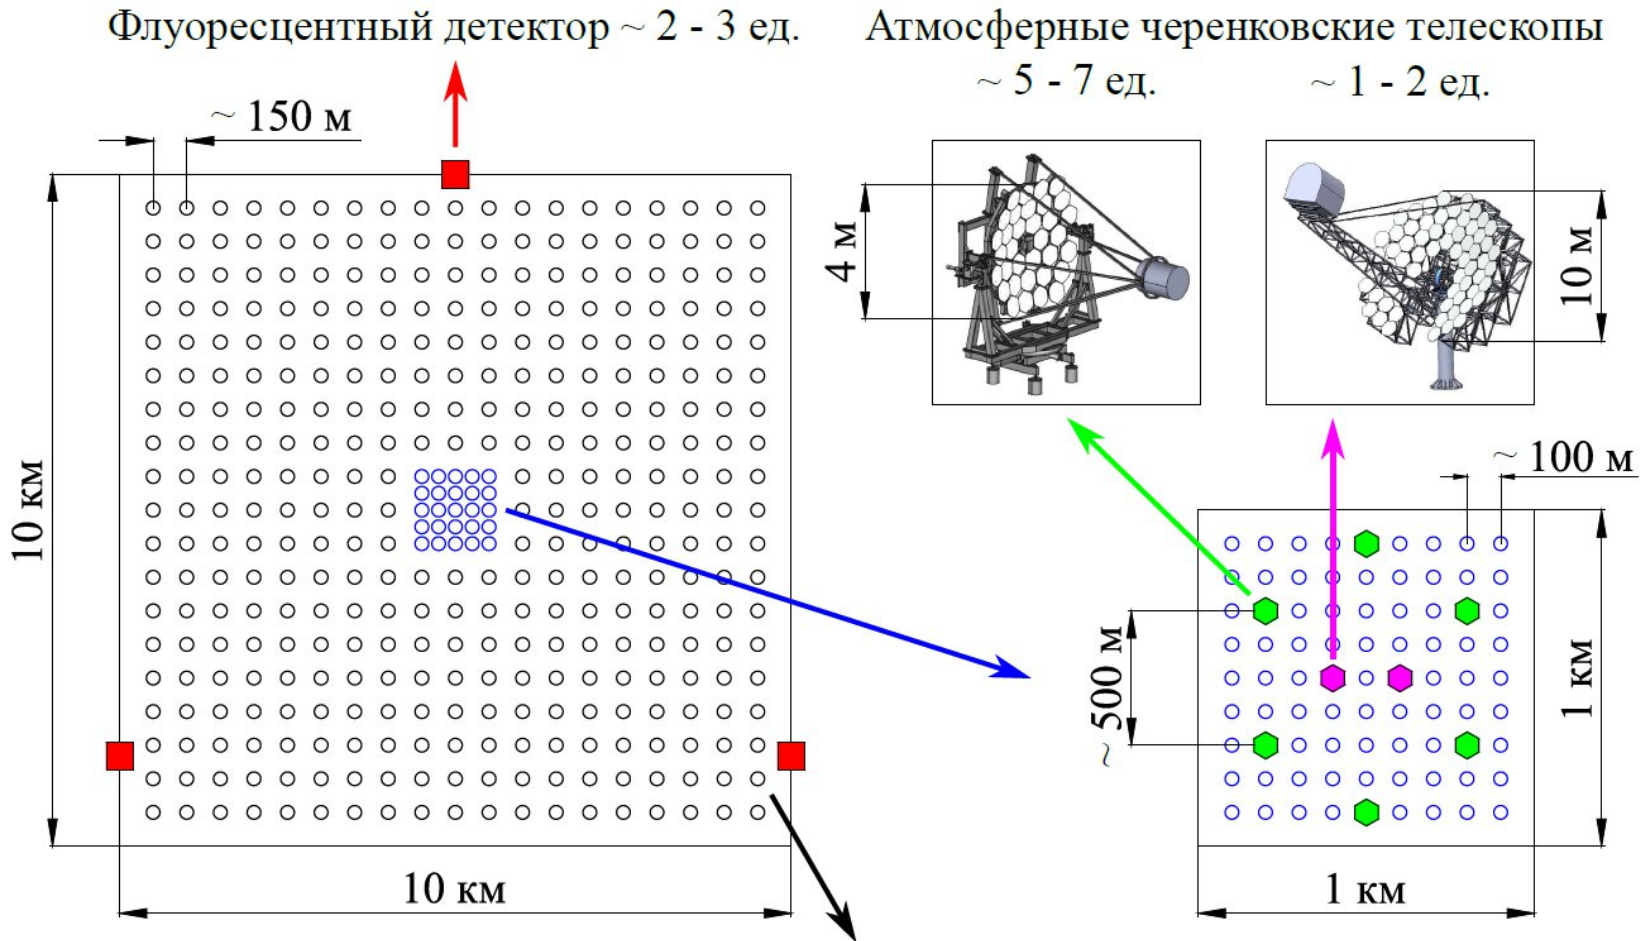 Флуоресцентный детектор ~ 2 - 3 ед.
Атмосферные черенковские телескопы
~ 5 - 7 ед.
~ 1 - 2 ед.
~ 150 м
4 м
10 м
10 км
~ 100 м
~ 500 м
1 км
10 км
1 км